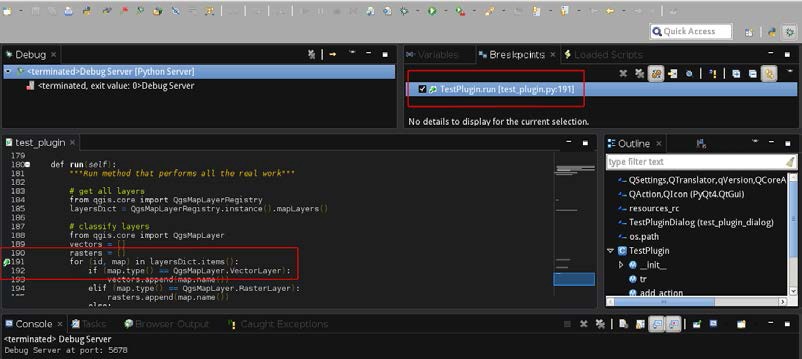 Quick Access
Debug
Variables
Breakpoints
Loaded Scripts
<terminated>Debug Server [Python Server]
<terminated, exit value: 0>Debug Server
TestPlugin.run [test_plugin.py:191]
No details to display for the current selection.
test_plugin
179
180 def run(self):
181 """Run method that performs all the real work"""
182
183 # get all layers
184 from qgis.core import QgsMapLayerRegistry
185 layersDict = QgsMapLayerRegistry.instance().mapLayers()
186
187 # classify layers
188 from qgis.core import QgsMapLayer
189 vectors = []
190 rasters = []
191 for (id, map) in layersDict.items():
192 if (map.type() == QgsMapLayer.VectorLayer):
193 vectors.append(map.name())
194 elif (map.type() == QgsMapLayer.RasterLayer):
195 rasters.append(map.name())
else:
Outline
type filter text
QSettings,QTranslator,qVersion,QCoreA
QAction,QIcon (PyQt4.QtGui)
resources_rc
TestPluginDialog (test_plugin_dialog)
os.path
TestPlugin
__init__
tr
add_action
Console
Tasks
Browser Output
Caught Exceptions
<terminated> Debug Server
Debug Server at port: 5678